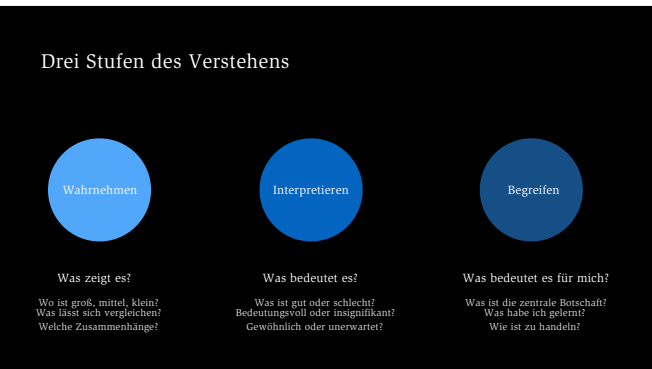 Drei Stufen des Verstehens
Wahrnehmen
Interpretieren
Begreifen
Was zeigt es?
Wo ist groß, mittel, klein?
Was lässt sich vergleichen?
Welche Zusammenhänge?
Was bedeutet es?
Was ist gut oder schlecht?
Bedeutungsvoll oder insignifikant?
Gewöhnlich oder unerwartet?
Was bedeutet es für mich?
Was ist die zentrale Botschaft?
Was habe ich gelernt?
Wie ist zu handeln?